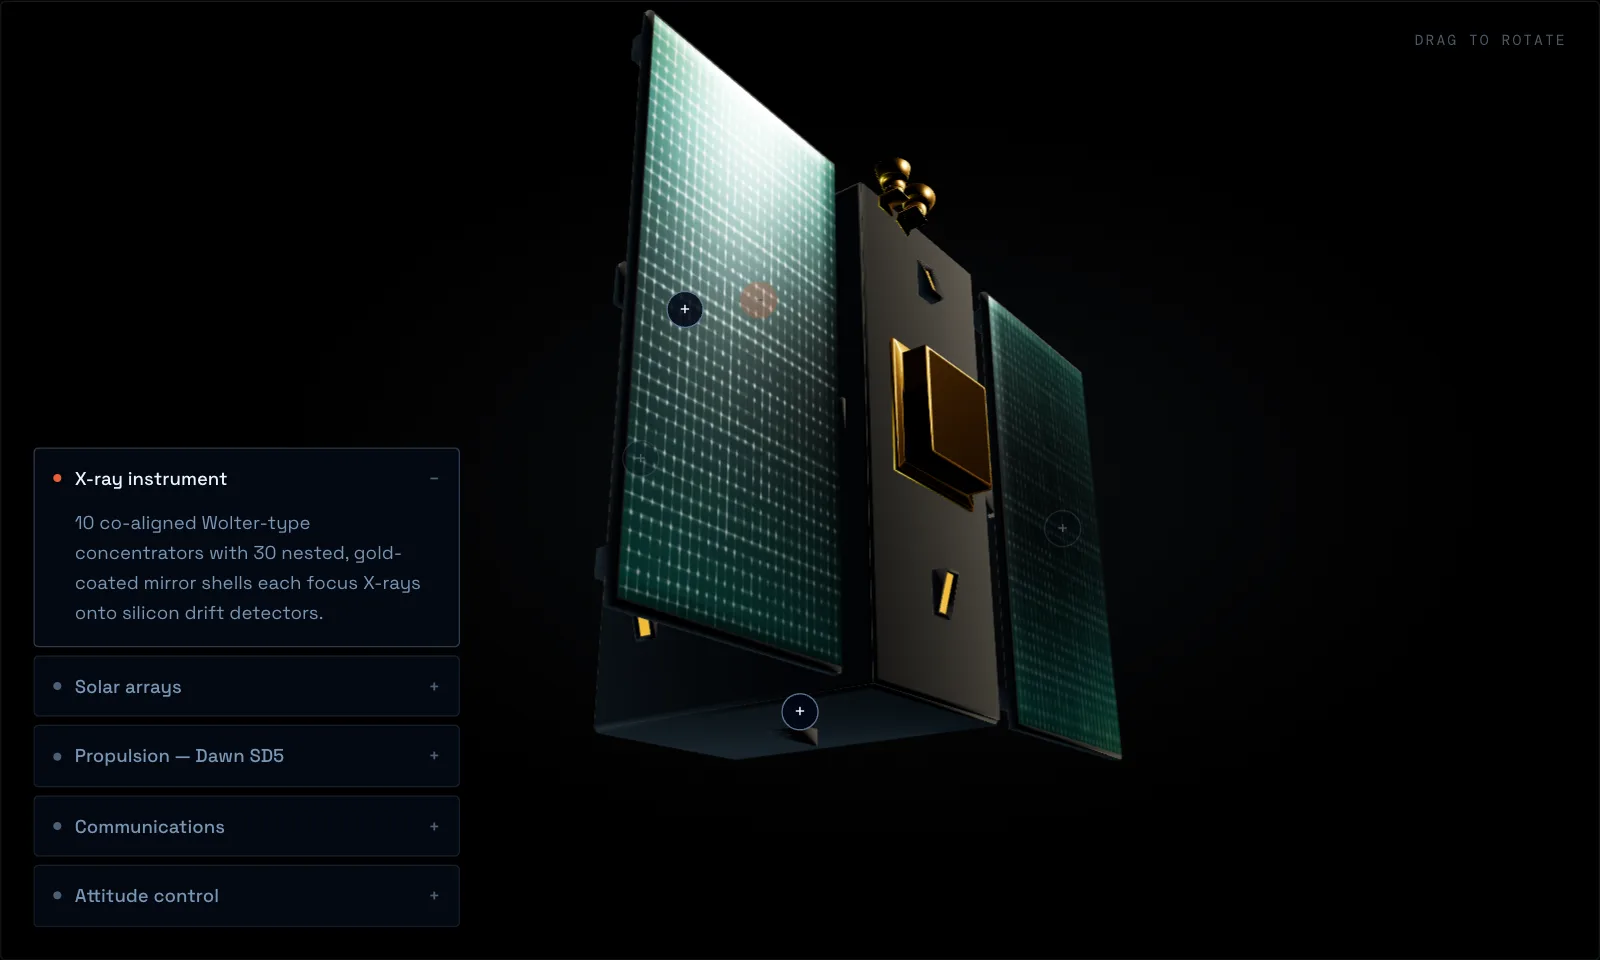 DRAG TO ROTATE
X-ray instrument −
10 co-aligned Wolter-type
concentrators with 30 nested, gold-
coated mirror shells each focus X-rays
onto silicon drift detectors.
Solar arrays +
Propulsion — Dawn SD5 +
Communications +
Attitude control +